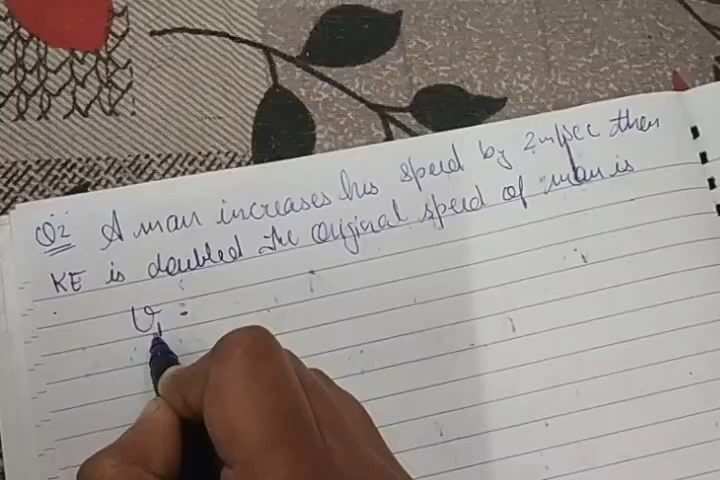 Q2 A man increases his speed by 2m/sec then
KE is doubled the original speed of man is
v1 =